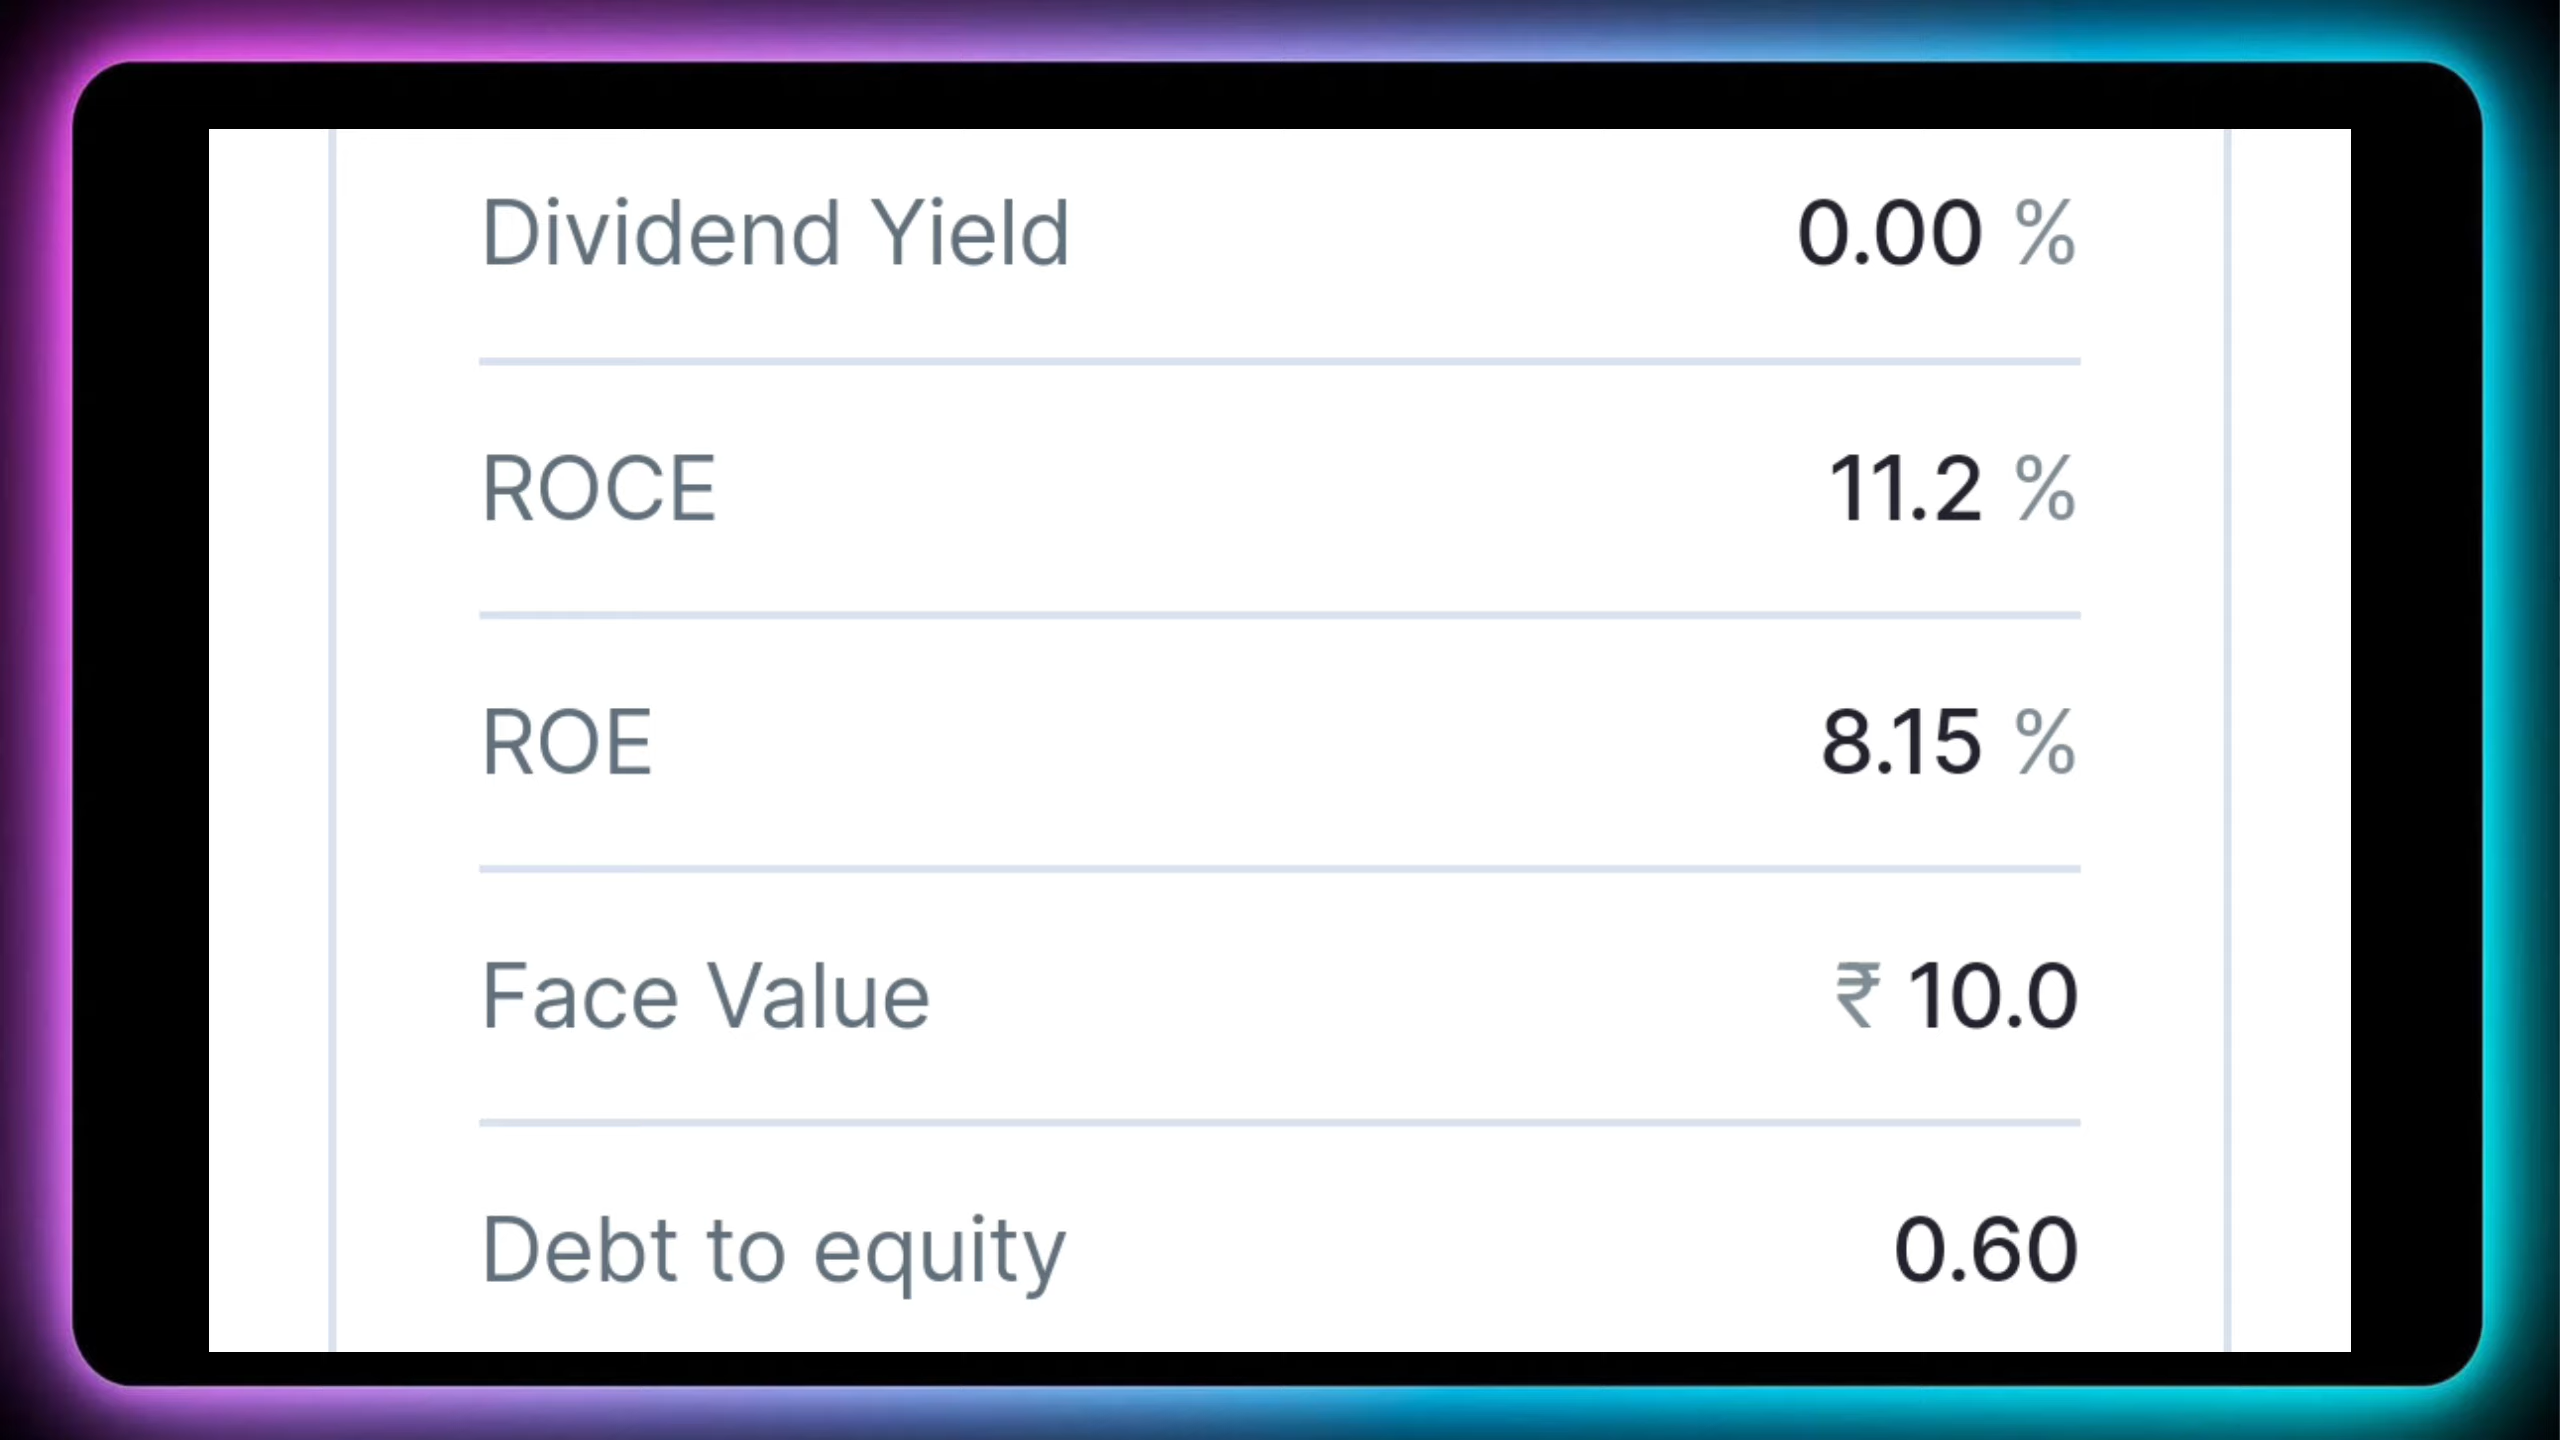 Dividend Yield 0.00 %
ROCE 11.2 %
ROE 8.15 %
Face Value ₹ 10.0
Debt to equity 0.60